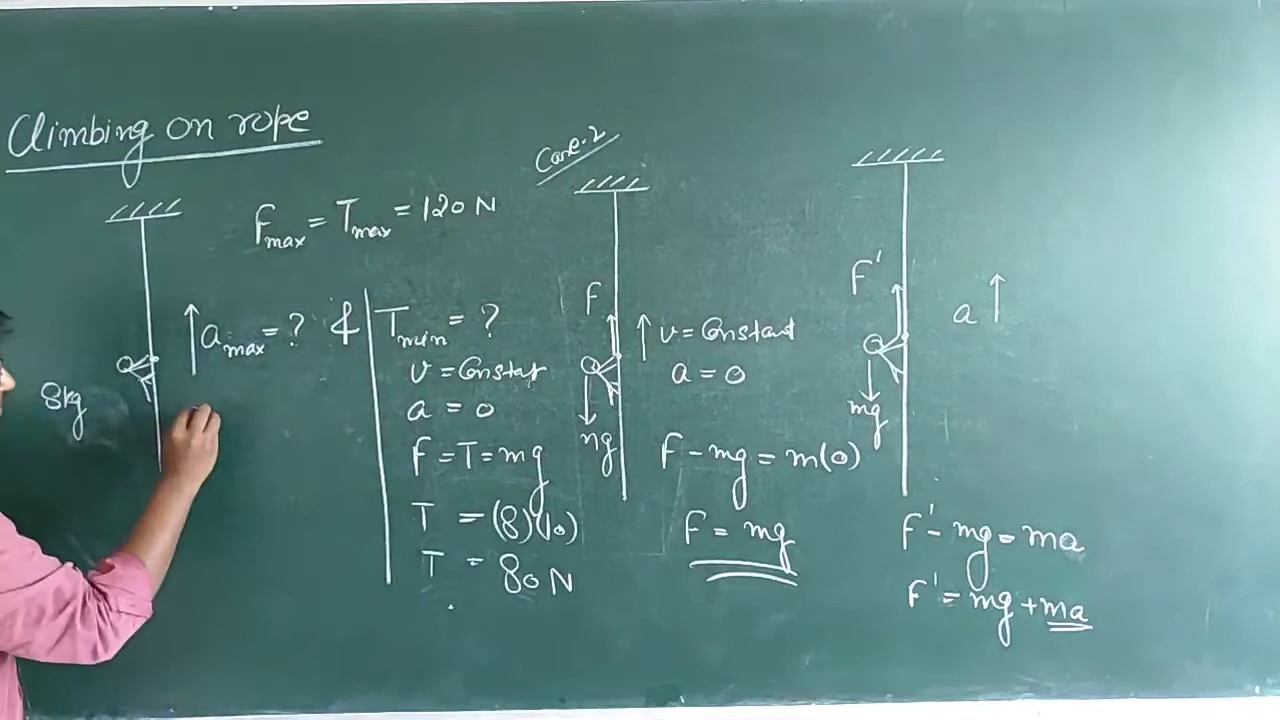 Climbing on rope
F_max = T_max = 120 N
8kg
a_max = ? &
T_min = ?
v = Constat
a = 0
F = T = mg
T = (8)(10)
T = 80 N
Case-2
F
mg
v = Constant
a = 0
F - mg = m(0)
F = mg
F'
mg
a
F' - mg = ma
F' = mg + ma